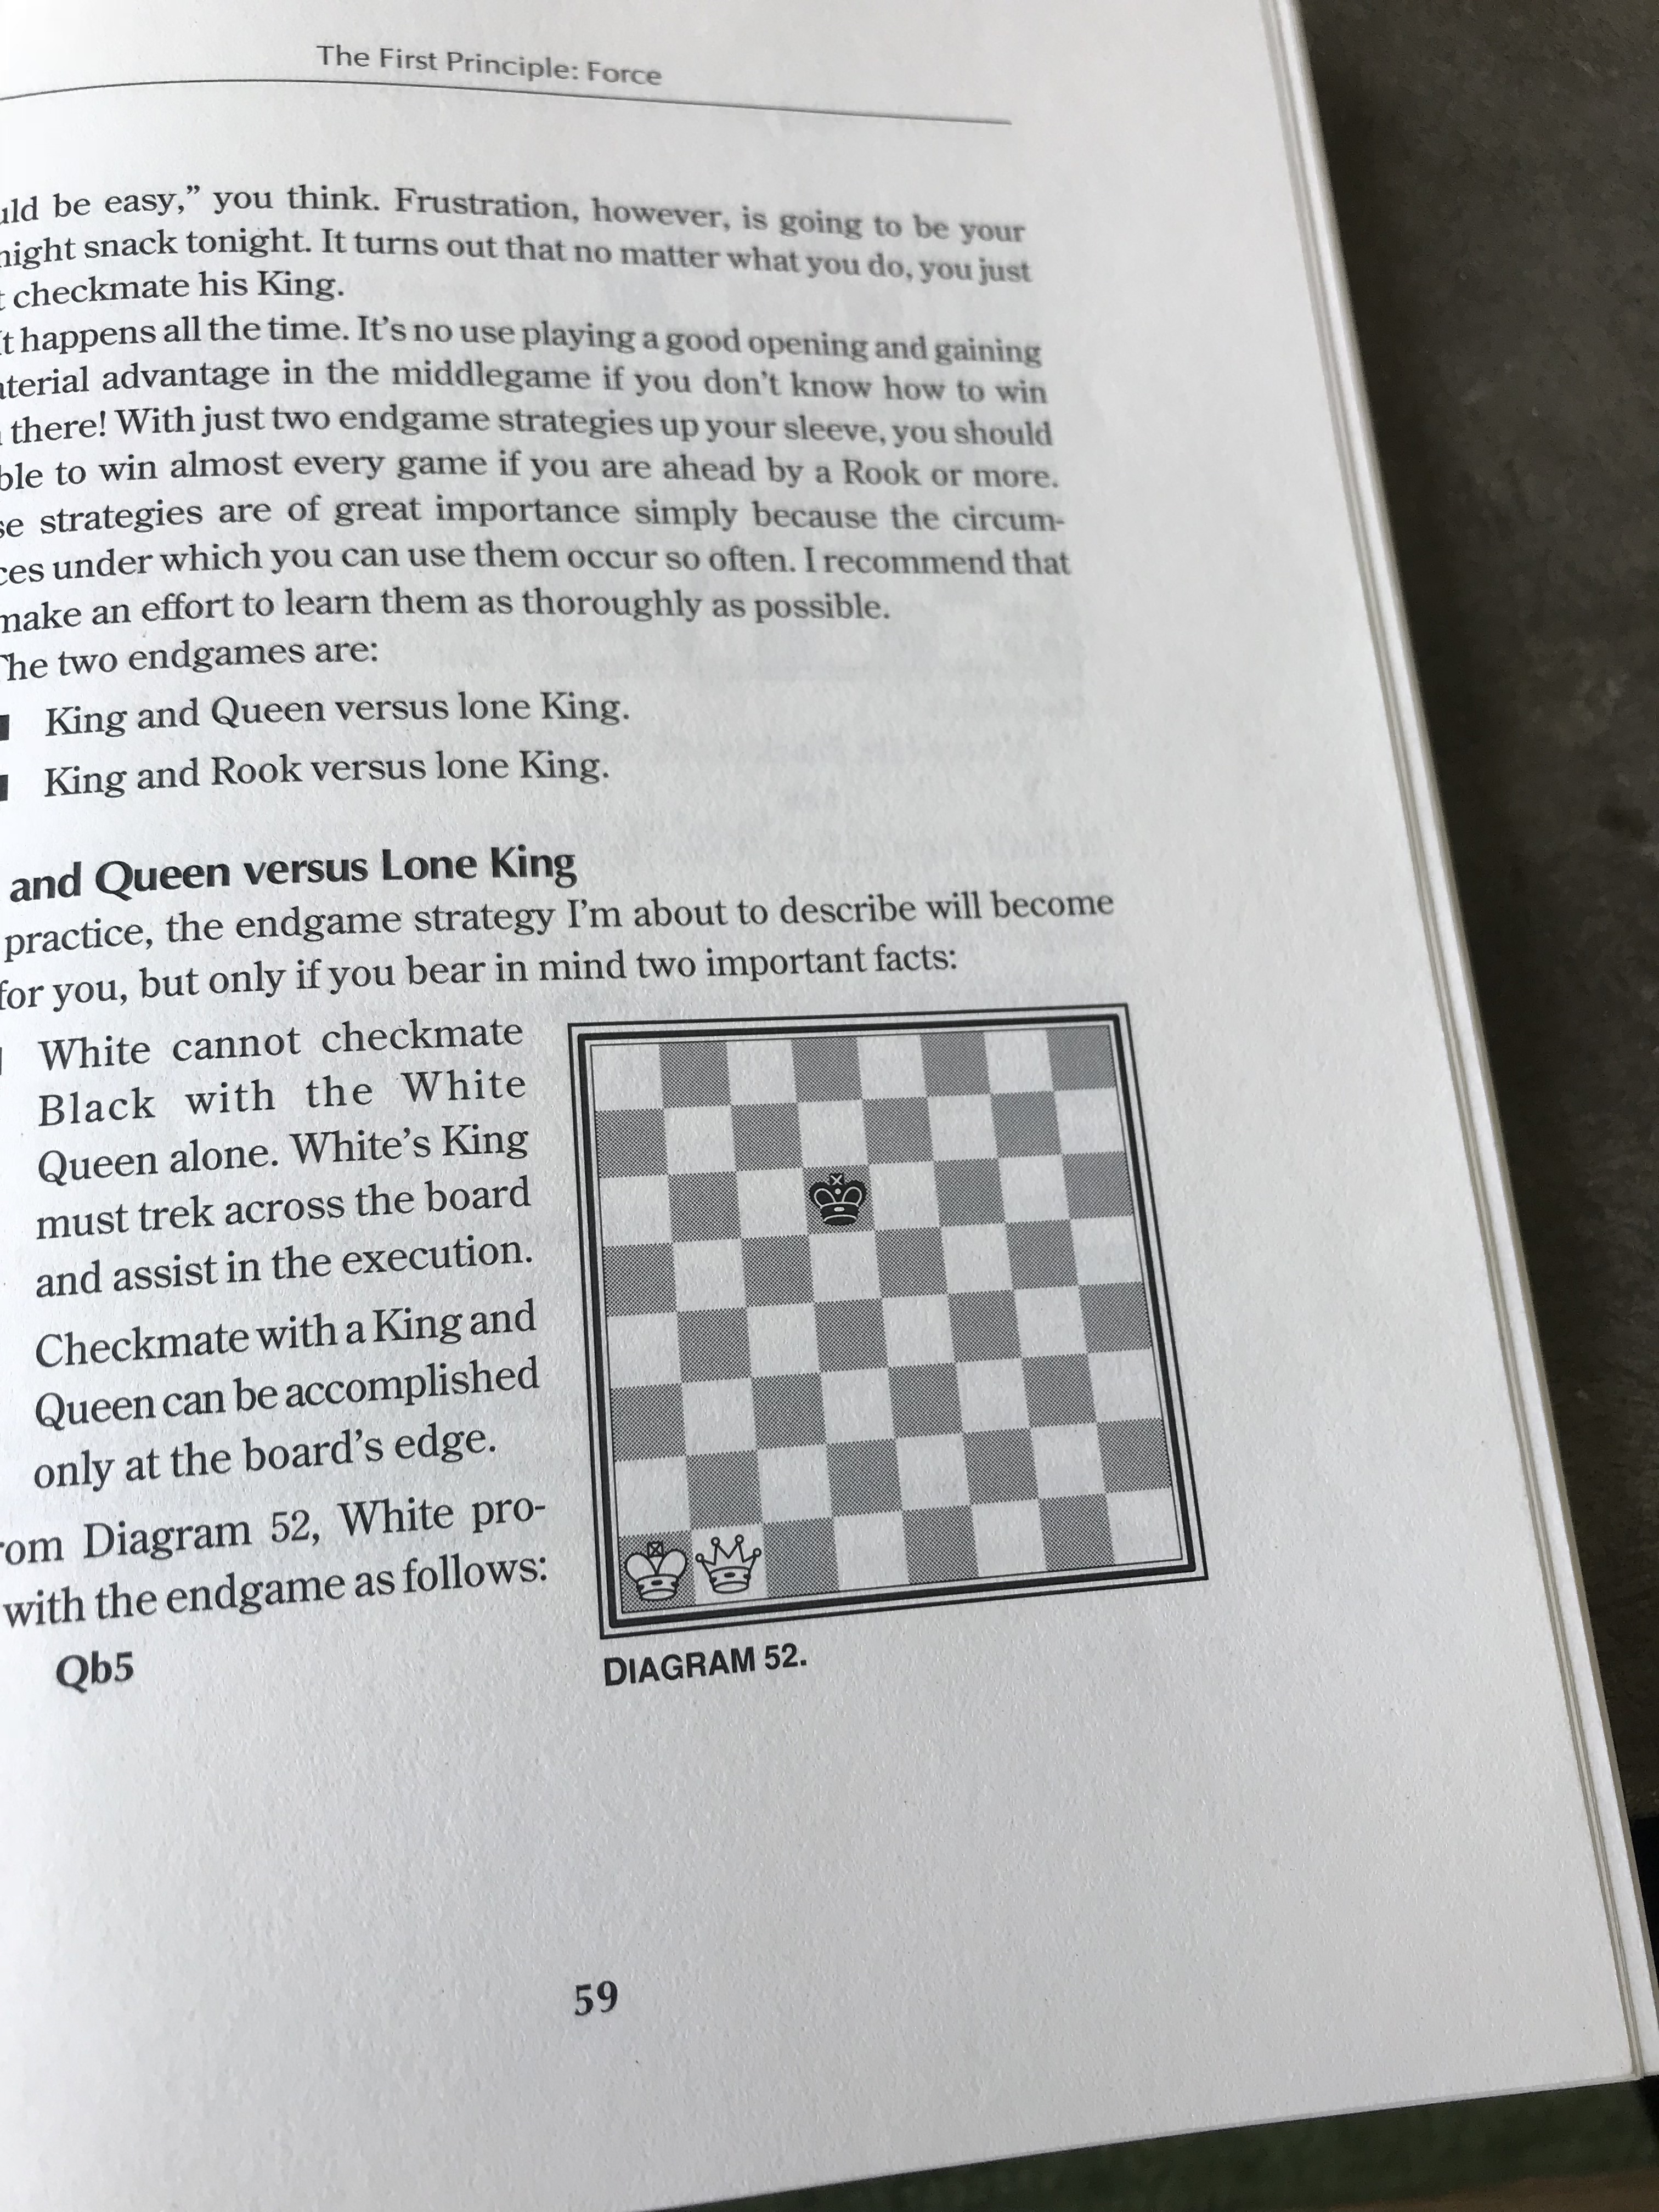 The First Principle: Force
be easy,” you think. Frustration, however, is going to be your
snack tonight. It turns out that no matter what you do, you just
checkmate his King.
happens all the time. It’s no use playing a good opening and gaining
advantage in the middlegame if you don’t know how to win
there! With just two endgame strategies up your sleeve, you should
to win almost every game if you are ahead by a Rook or more.
strategies are of great importance simply because the circum-
under which you can use them occur so often. I recommend that
make an effort to learn them as thoroughly as possible.
The two endgames are:
King and Queen versus lone King.
King and Rook versus lone King.
and Queen versus Lone King
practice, the endgame strategy I’m about to describe will become
for you, but only if you bear in mind two important facts:
White cannot checkmate
Black with the White
Queen alone. White’s King
must trek across the board
and assist in the execution.
Checkmate with a King and
Queen can be accomplished
only at the board’s edge.
Diagram 52, White pro-
with the endgame as follows:
Qb5
DIAGRAM 52.
59